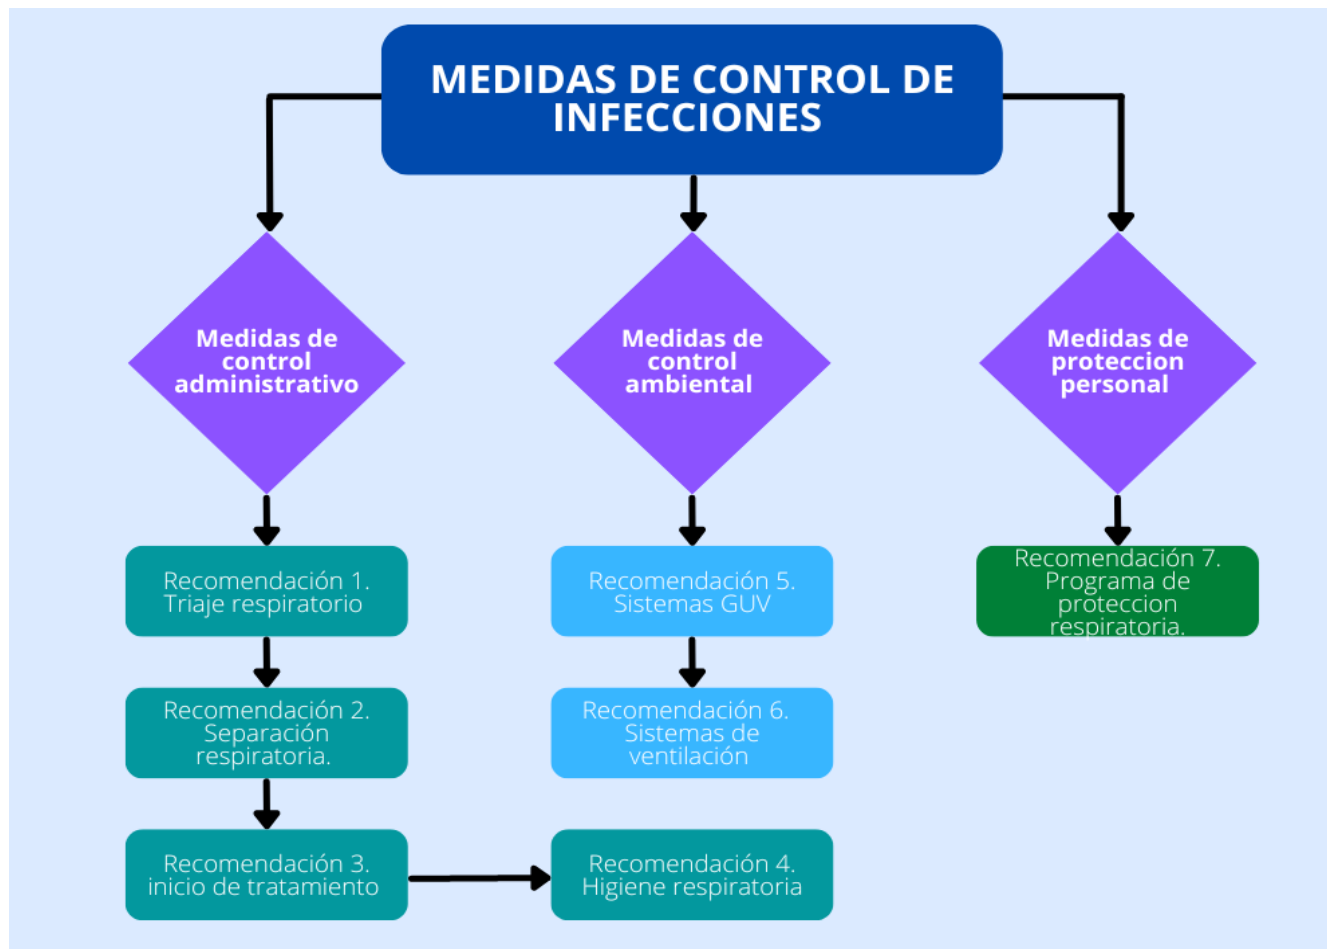 MEDIDAS DE CONTROL DE
INFECCIONES
Medidas de
control
administrativo
Medidas de
control
ambiental
Medidas de
proteccion
personal
Recomendación 1.
Triaje respiratorio
Recomendación 2.
Separación
respiratoria.
Recomendación 3.
inicio de tratamiento
Recomendación 4.
Higiene respiratoria
Recomendación 5.
Sistemas GUV
Recomendación 6.
Sistemas de
ventilación
Recomendación 7.
Programa de
proteccion
respiratoria.